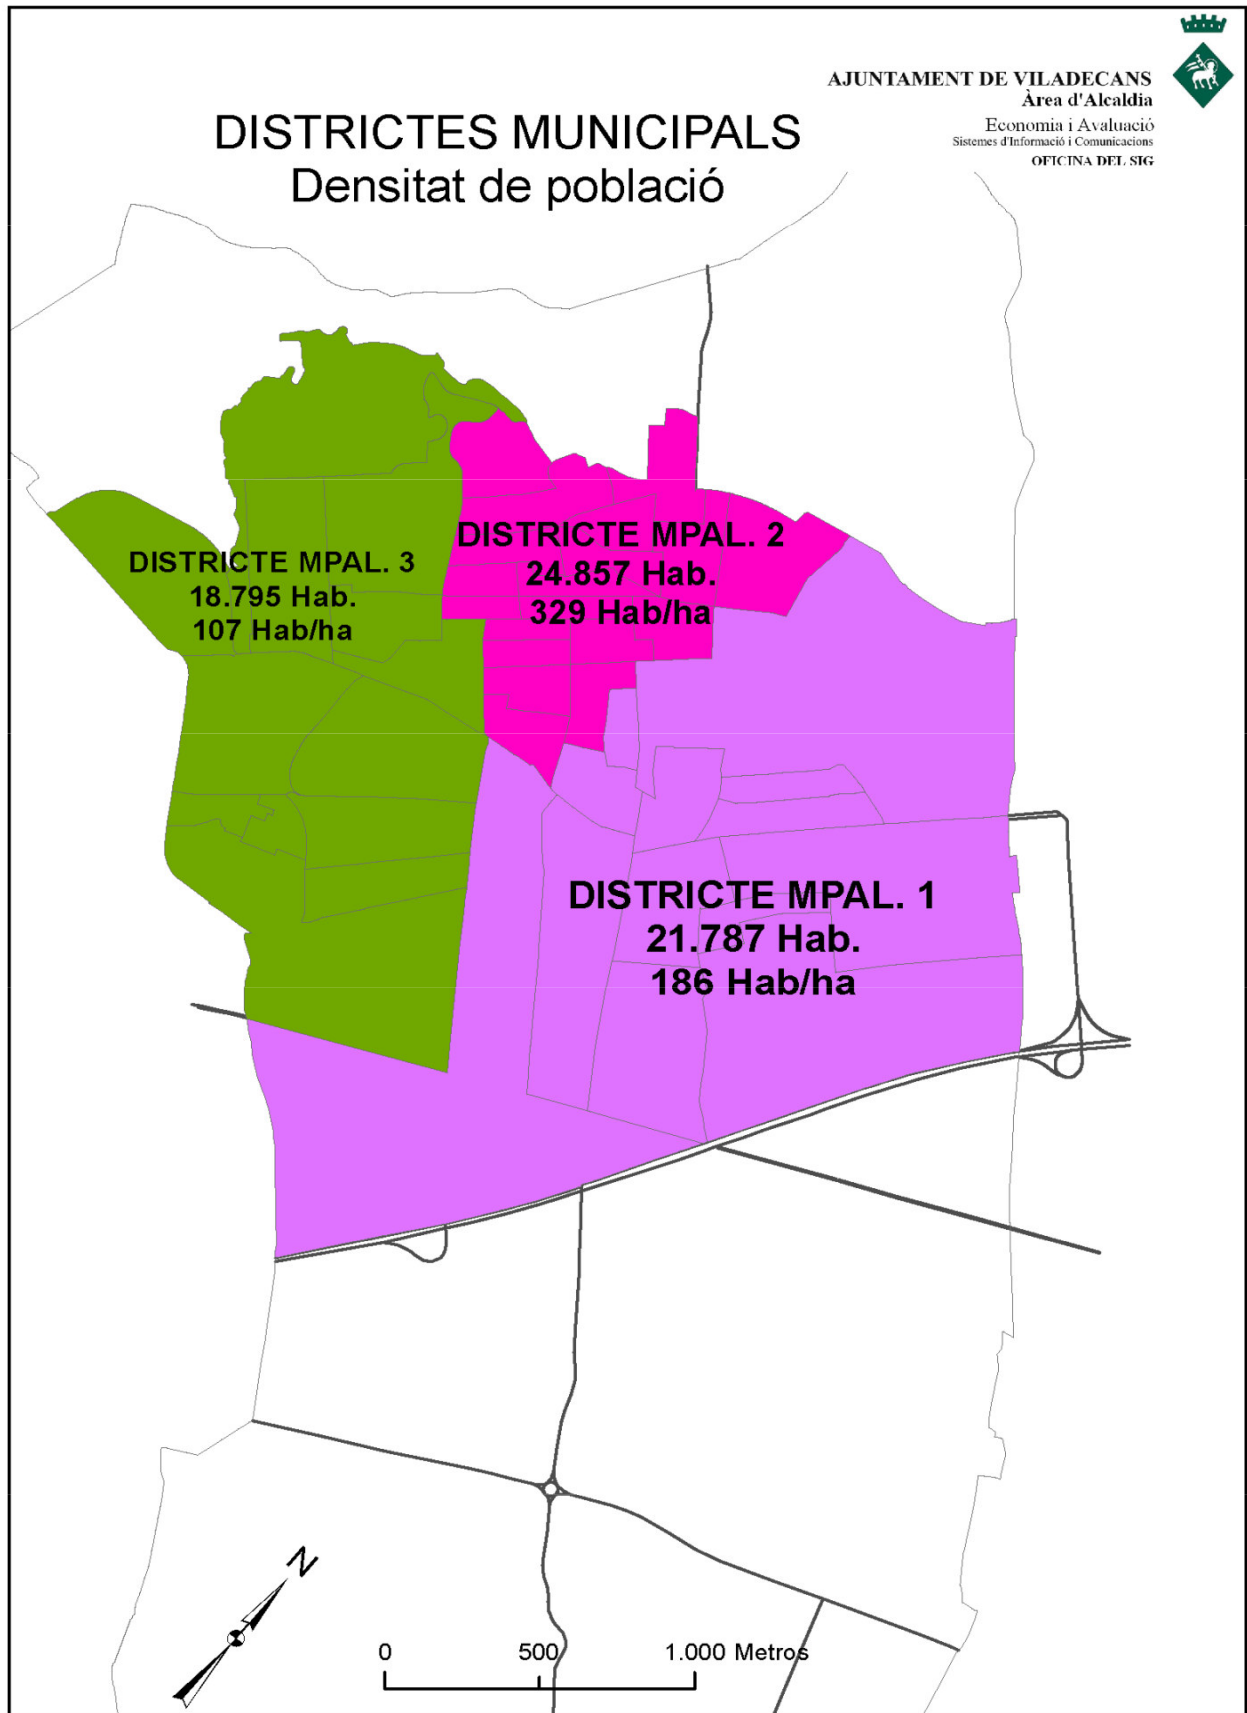 AJUNTAMENT DE VILADECANS
Àrea d'Alcaldia
Economia i Avaluació
Sistemes d'Informació i Comunicacions
OFICINA DEL SIG
DISTRICTES MUNICIPALS
Densitat de població
DISTRICTE MPAL. 2
24.857 Hab.
329 Hab/ha
DISTRICTE MPAL. 3
18.795 Hab.
107 Hab/ha
DISTRICTE MPAL. 1
21.787 Hab.
186 Hab/ha
N
0 500 1.000 Metros